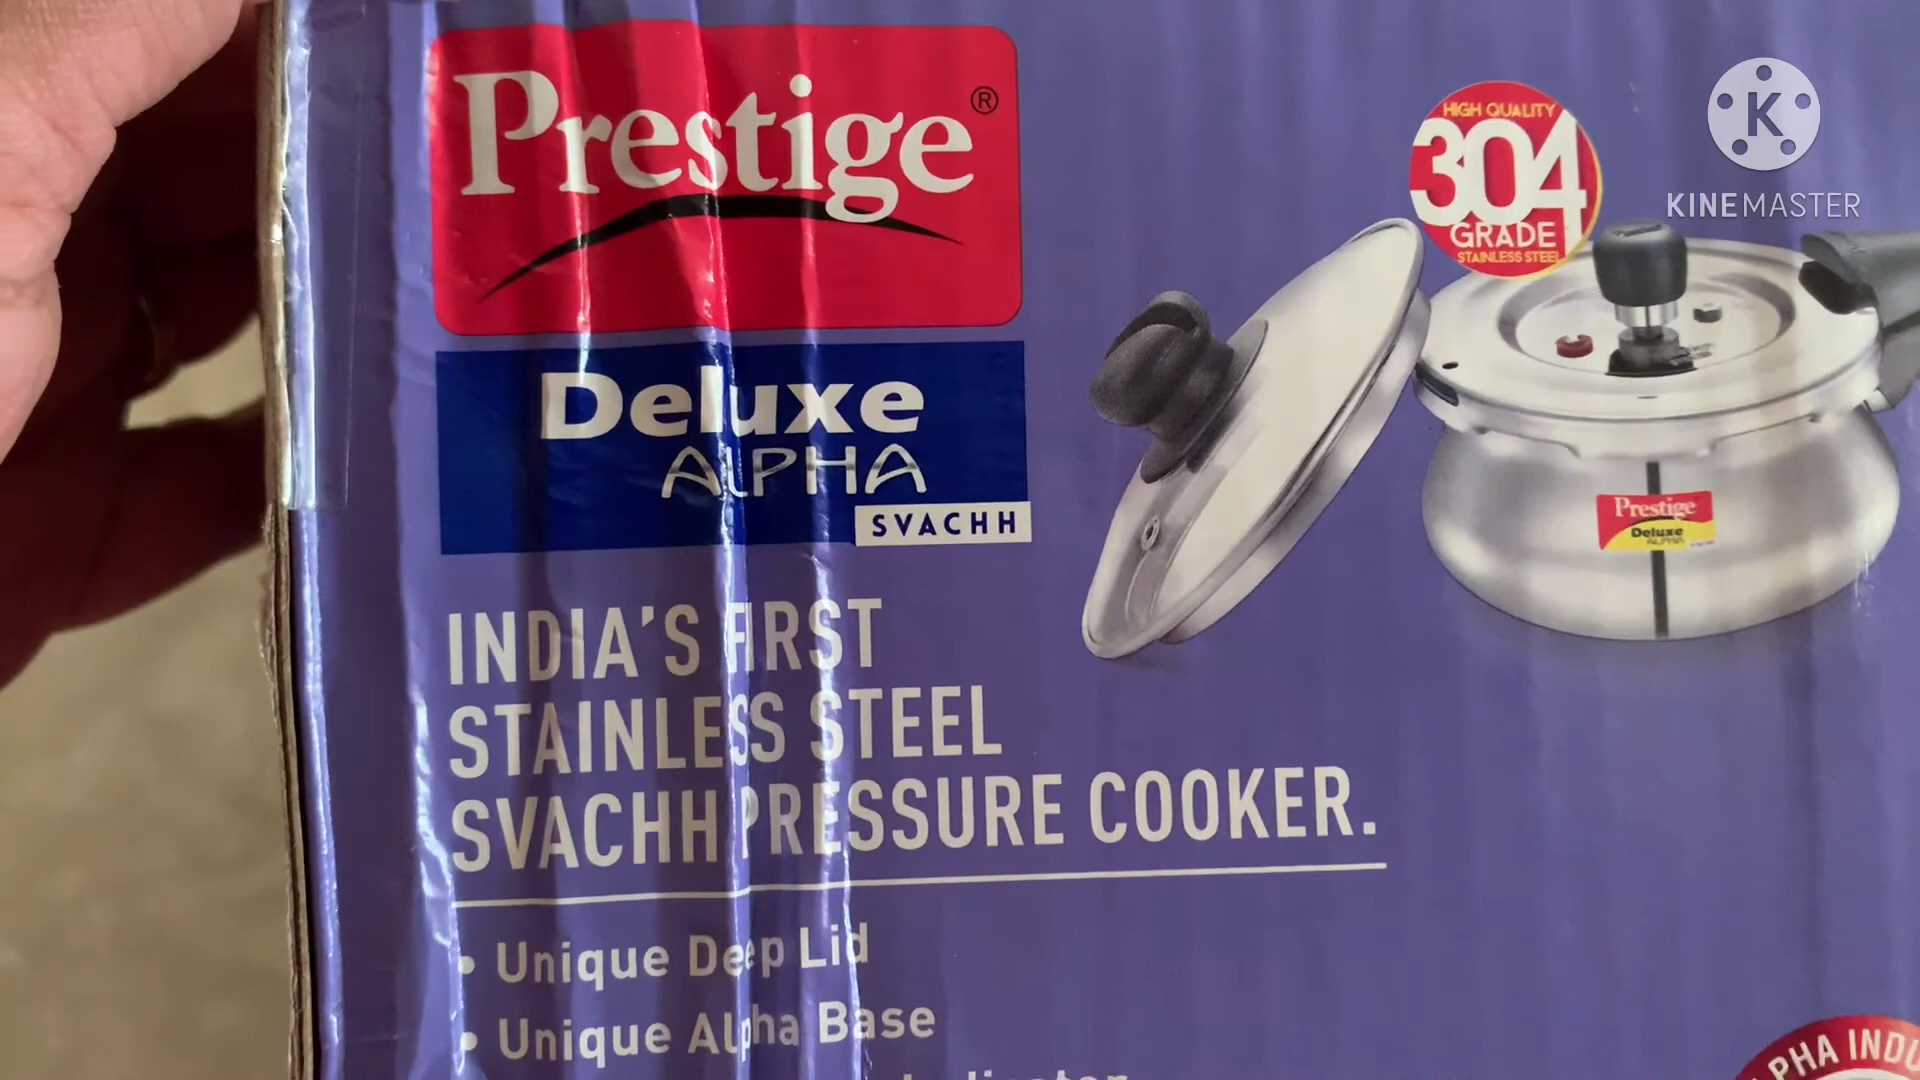 Prestige®
Deluxe
ALPHA
SVACHH
INDIA'S FIRST
STAINLESS STEEL
SVACHH PRESSURE COOKER.
• Unique Deep Lid
• Unique Alpha Base
HIGH QUALITY
304
GRADE
STAINLESS STEEL
K
KINEMASTER
Prestige
Deluxe
ALPHA